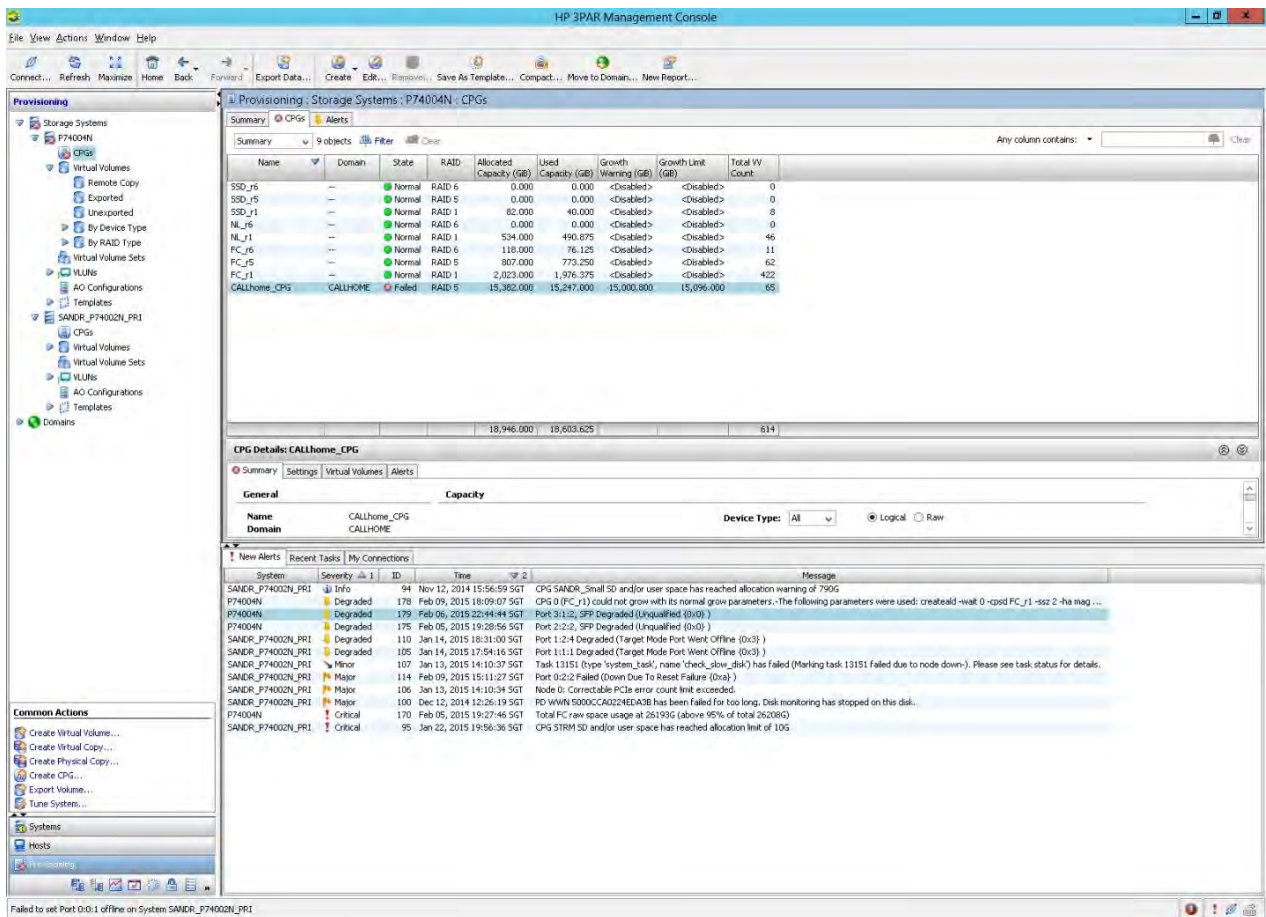 HP 3PAR Management Console
File View Actions Window Help
Connect... Refresh Maximize Home Back Forward Export Data... Create Edit... Remove... Save As Template... Compact... Move to Domain... New Report...
Provisioning
Storage Systems
P74004N
CPGs
Virtual Volumes
Remote Copy
Exported
Unexported
By Device Type
By RAID Type
Virtual Volume Sets
VLUNs
AO Configurations
Templates
SANDR_P74002N_PRI
CPGs
Virtual Volumes
Virtual Volume Sets
VLUNs
AO Configurations
Templates
Domains
Common Actions
Create Virtual Volume...
Create Virtual Copy...
Create Physical Copy...
Create CPG...
Export Volume...
Tune System...
Systems
Hosts
Provisioning
Provisioning : Storage Systems : P74004N : CPGs
Summary CPGs Alerts
Summary 9 objects Filter Clear Any column contains: Clear
Name Domain State RAID Allocated Capacity (GiB) Used Capacity (GiB) Growth Warning (GiB) Growth Limit (GiB) Total VV Count
SSD_r6 -- Normal RAID 6 0.000 0.000 <Disabled> <Disabled> 0
SSD_r5 -- Normal RAID 5 0.000 0.000 <Disabled> <Disabled> 0
SSD_r1 -- Normal RAID 1 82.000 40.000 <Disabled> <Disabled> 8
NL_r6 -- Normal RAID 6 0.000 0.000 <Disabled> <Disabled> 0
NL_r1 -- Normal RAID 1 534.000 490.875 <Disabled> <Disabled> 46
FC_r6 -- Normal RAID 6 118.000 76.125 <Disabled> <Disabled> 11
FC_r5 -- Normal RAID 5 807.000 773.250 <Disabled> <Disabled> 62
FC_r1 -- Normal RAID 1 2,023.000 1,976.375 <Disabled> <Disabled> 422
CALLhome_CPG CALLHOME Failed RAID 5 15,382.000 15,247.000 15,000.800 15,096.000 65
18,946.000 18,603.625 614
CPG Details: CALLhome_CPG
Summary Settings Virtual Volumes Alerts
General Capacity
Name CALLhome_CPG Device Type: All Logical Raw
Domain CALLHOME
New Alerts Recent Tasks My Connections
System Severity 1 ID Time 2 Message
SANDR_P74002N_PRI Info 94 Nov 12, 2014 15:56:59 SGT CPG SANDR_Small SD and/or user space has reached allocation warning of 790G
P74004N Degraded 178 Feb 09, 2015 18:09:07 SGT CPG 0 (FC_r1) could not grow with its normal grow parameters.-The following parameters were used: createald -wait 0 -cpsd FC_r1 -ssz 2 -ha mag ...
P74004N Degraded 179 Feb 06, 2015 22:44:44 SGT Port 3:1:2, SFP Degraded (Unqualified {0x0} )
P74004N Degraded 175 Feb 05, 2015 19:28:56 SGT Port 2:2:2, SFP Degraded (Unqualified {0x0} )
SANDR_P74002N_PRI Degraded 110 Jan 14, 2015 18:31:00 SGT Port 1:2:4 Degraded (Target Mode Port Went Offline {0x3} )
SANDR_P74002N_PRI Degraded 105 Jan 14, 2015 17:54:16 SGT Port 1:1:1 Degraded (Target Mode Port Went Offline {0x3} )
SANDR_P74002N_PRI Minor 107 Jan 13, 2015 14:10:37 SGT Task 13151 (type 'system_task', name 'check_slow_disk') has failed (Marking task 13151 failed due to node down-). Please see task status for details.
SANDR_P74002N_PRI Major 114 Feb 09, 2015 15:11:27 SGT Port 0:2:2 Failed (Down Due To Reset Failure {0xa} )
SANDR_P74002N_PRI Major 106 Jan 13, 2015 14:10:34 SGT Node 0: Correctable PCIe error count limit exceeded.
SANDR_P74002N_PRI Major 100 Dec 12, 2014 12:26:19 SGT PD WWN 5000CCA0224EDA3B has been failed for too long. Disk monitoring has stopped on this disk.
P74004N Critical 170 Feb 05, 2015 19:27:46 SGT Total FC raw space usage at 26193G (above 95% of total 26208G)
SANDR_P74002N_PRI Critical 95 Jan 22, 2015 19:56:36 SGT CPG STRM SD and/or user space has reached allocation limit of 10G
Failed to set Port 0:0:1 offline on System SANDR_P74002N_PRI